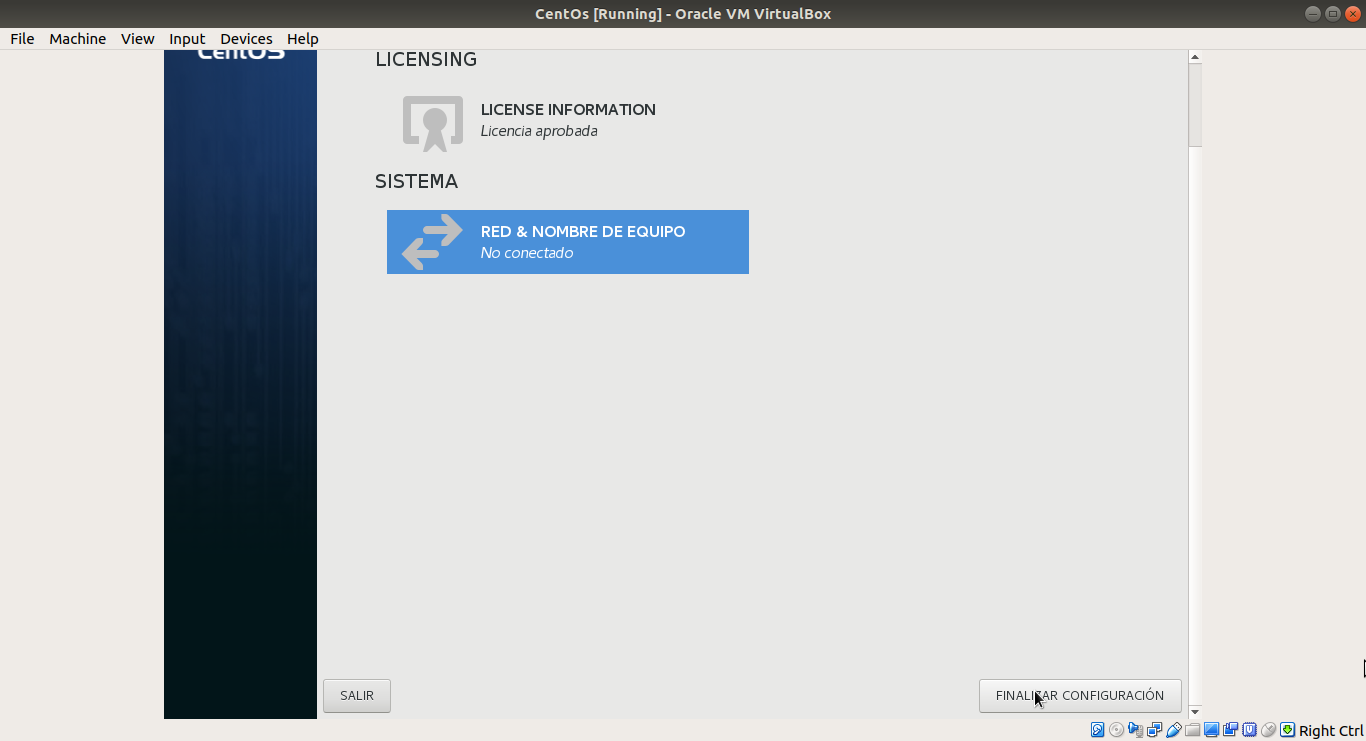 CentOs [Running] - Oracle VM VirtualBox
File Machine View Input Devices Help
CentOS
LICENSING
LICENSE INFORMATION
Licencia aprobada
SISTEMA
RED & NOMBRE DE EQUIPO
No conectado
SALIR
FINALIZAR CONFIGURACIÓN
Right Ctrl